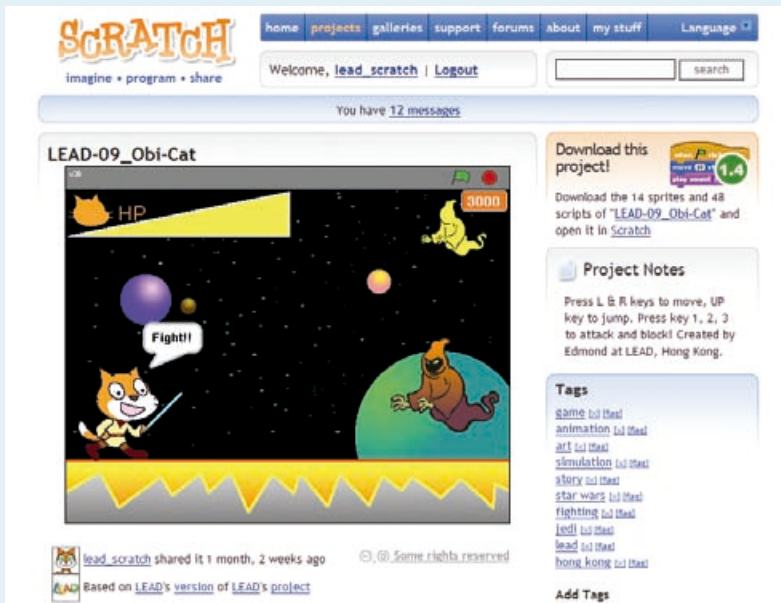 SCRATCH
imagine • program • share
home projects galleries support forums about my stuff Language
Welcome, lead_scratch | Logout
search
You have 12 messages
LEAD-09_Obi-Cat
HP
3000
Fight!!
lead_scratch shared it 1 month, 2 weeks ago
Some rights reserved
Based on LEAD's version of LEAD's project
Download this
project!
1.4
Download the 14 sprites and 48
scripts of "LEAD-09_Obi-Cat" and
open it in Scratch
Project Notes
Press L & R keys to move, UP
key to jump. Press key 1, 2, 3
to attack and block! Created by
Edmond at LEAD, Hong Kong.
Tags
game
animation
art
simulation
story
star wars
fighting
jedi
lead
hong kong
Add Tags